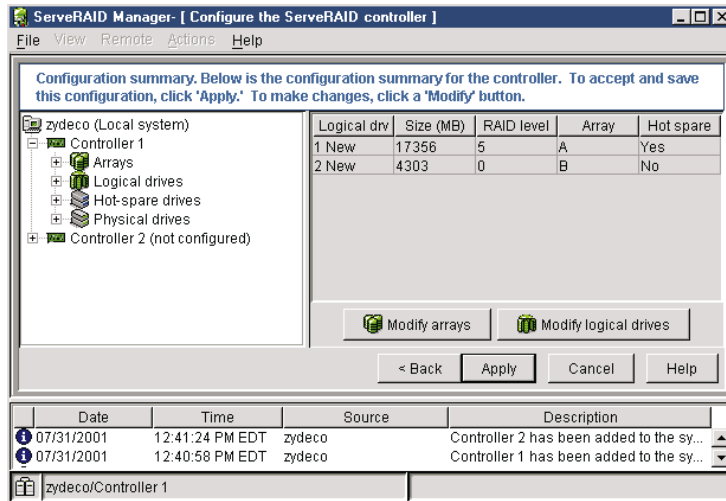 ServeRAID Manager- [ Configure the ServeRAID controller ]
File View Remote Actions Help
Configuration summary. Below is the configuration summary for the controller. To accept and save
this configuration, click 'Apply.' To make changes, click a 'Modify' button.
zydeco (Local system)
Controller 1
Arrays
Logical drives
Hot-spare drives
Physical drives
Controller 2 (not configured)
Logical drv Size (MB) RAID level Array Hot spare
1 New 17356 5 A Yes
2 New 4303 0 B No
Modify arrays Modify logical drives
< Back Apply Cancel Help
Date Time Source Description
07/31/2001 12:41:24 PM EDT zydeco Controller 2 has been added to the sy...
07/31/2001 12:40:58 PM EDT zydeco Controller 1 has been added to the sy...
zydeco/Controller 1